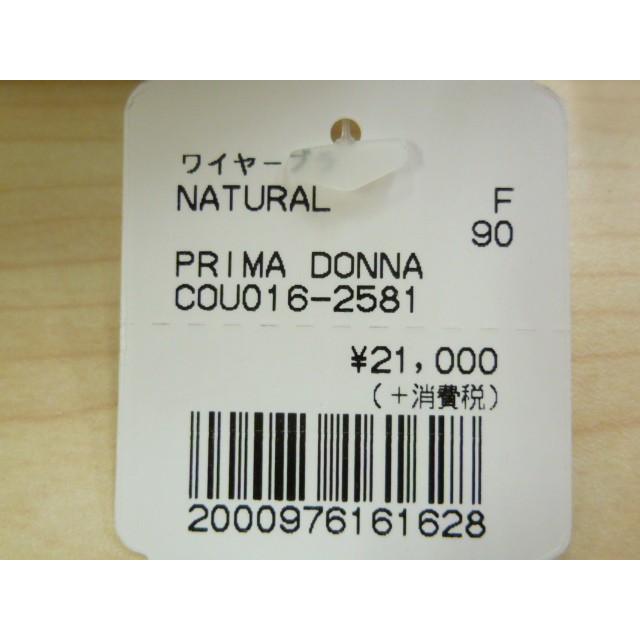 ワイヤーブラ
NATURAL F
90
PRIMA DONNA
COU016-2581
¥21,000
(+消費税)
2000976161628